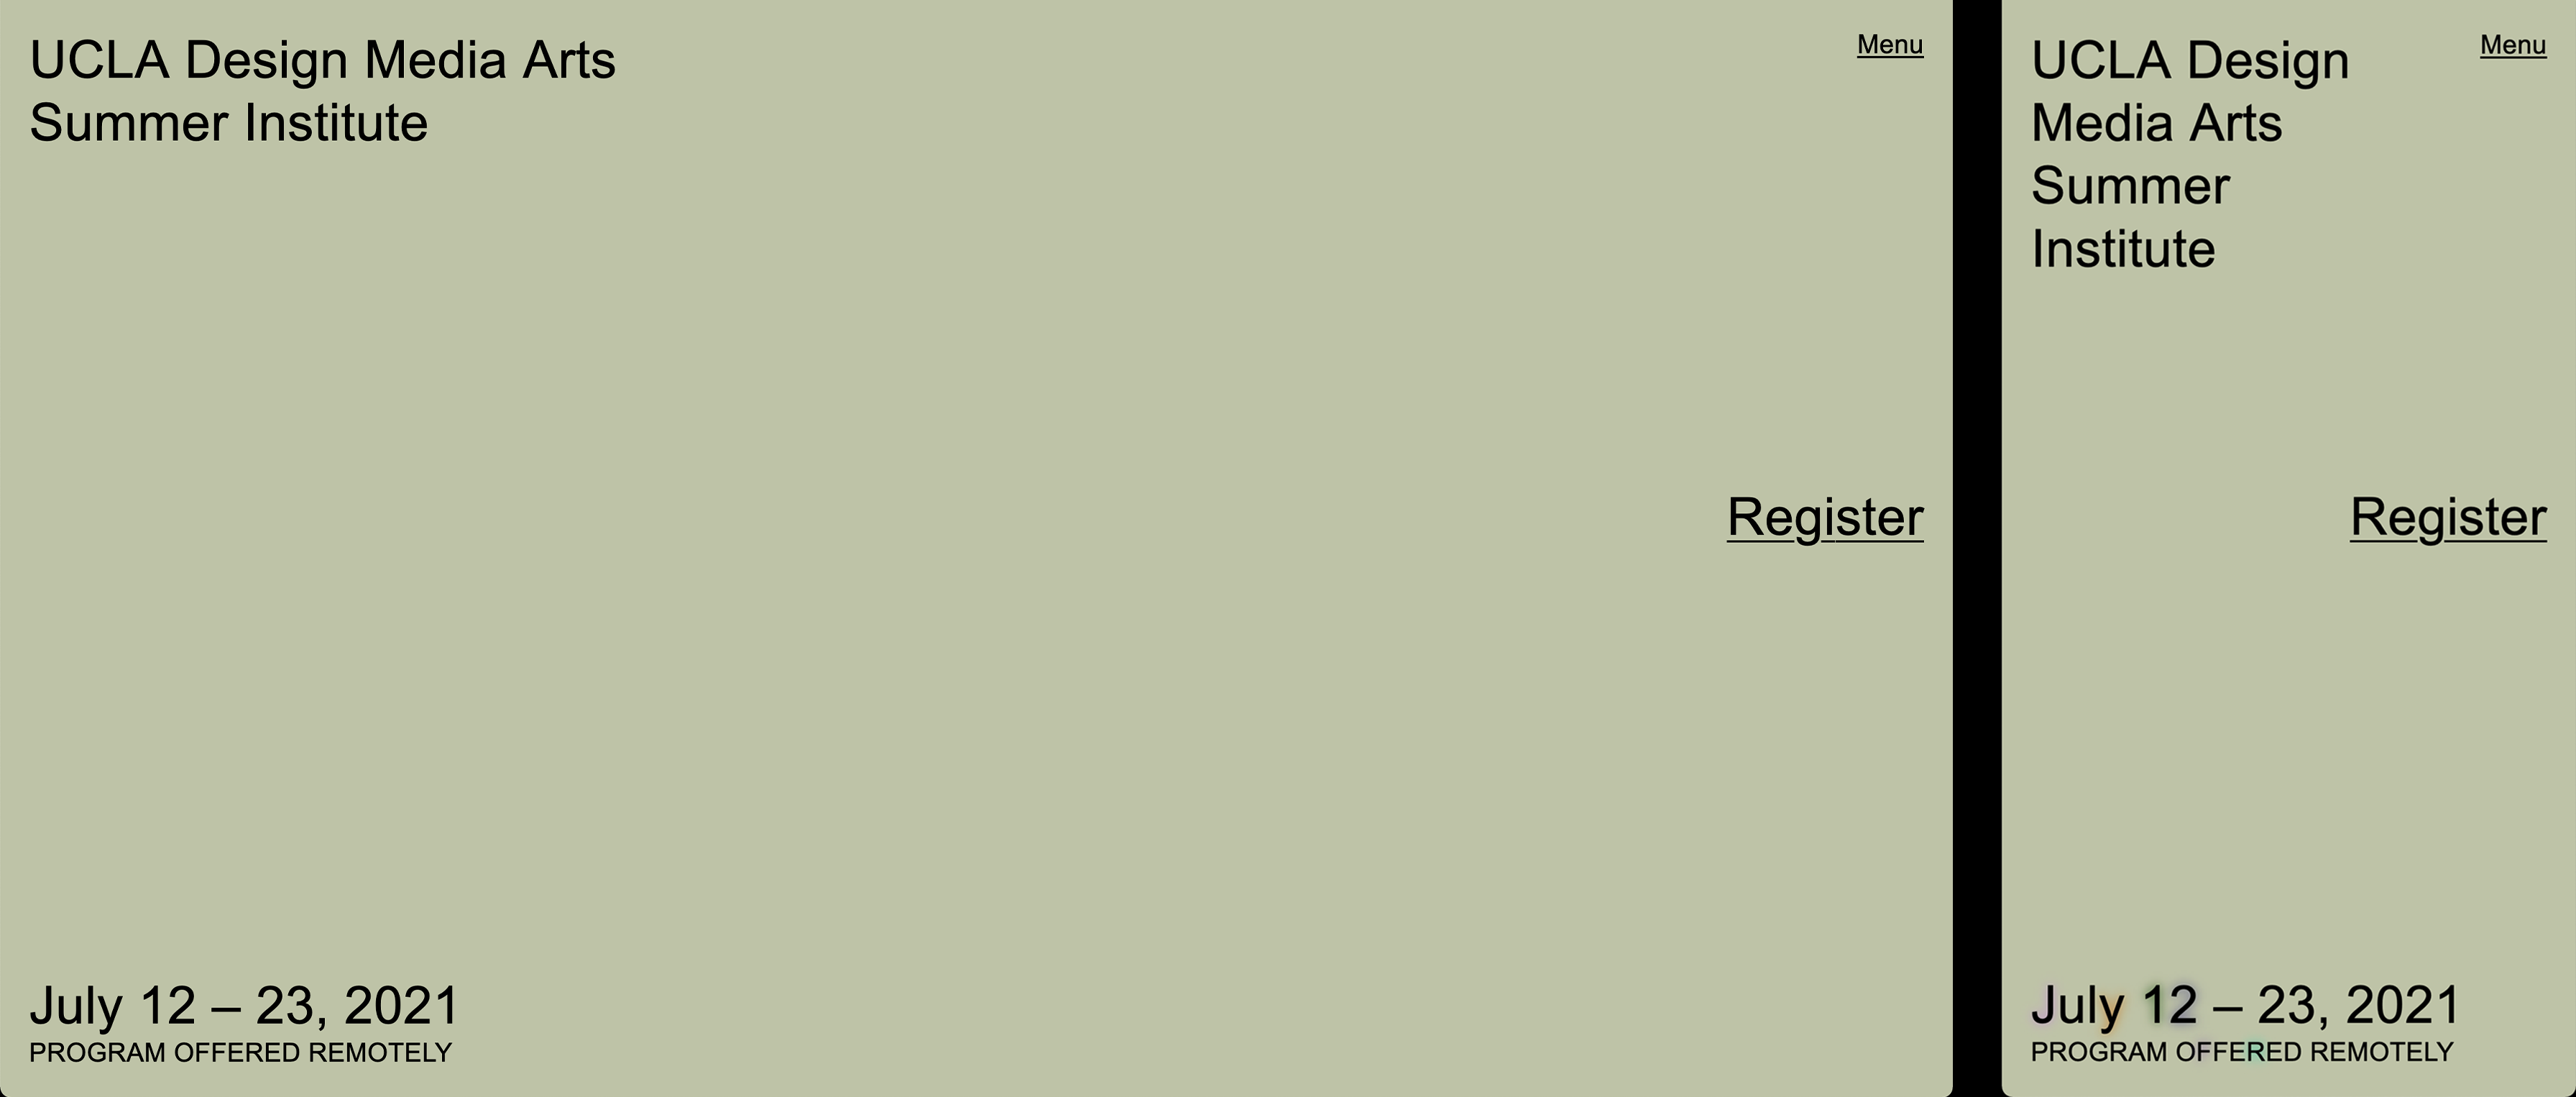 UCLA Design Media Arts
Summer Institute
Menu
Register
July 12 – 23, 2021
PROGRAM OFFERED REMOTELY
UCLA Design
Media Arts
Summer
Institute
Menu
Register
July 12 – 23, 2021
PROGRAM OFFERED REMOTELY